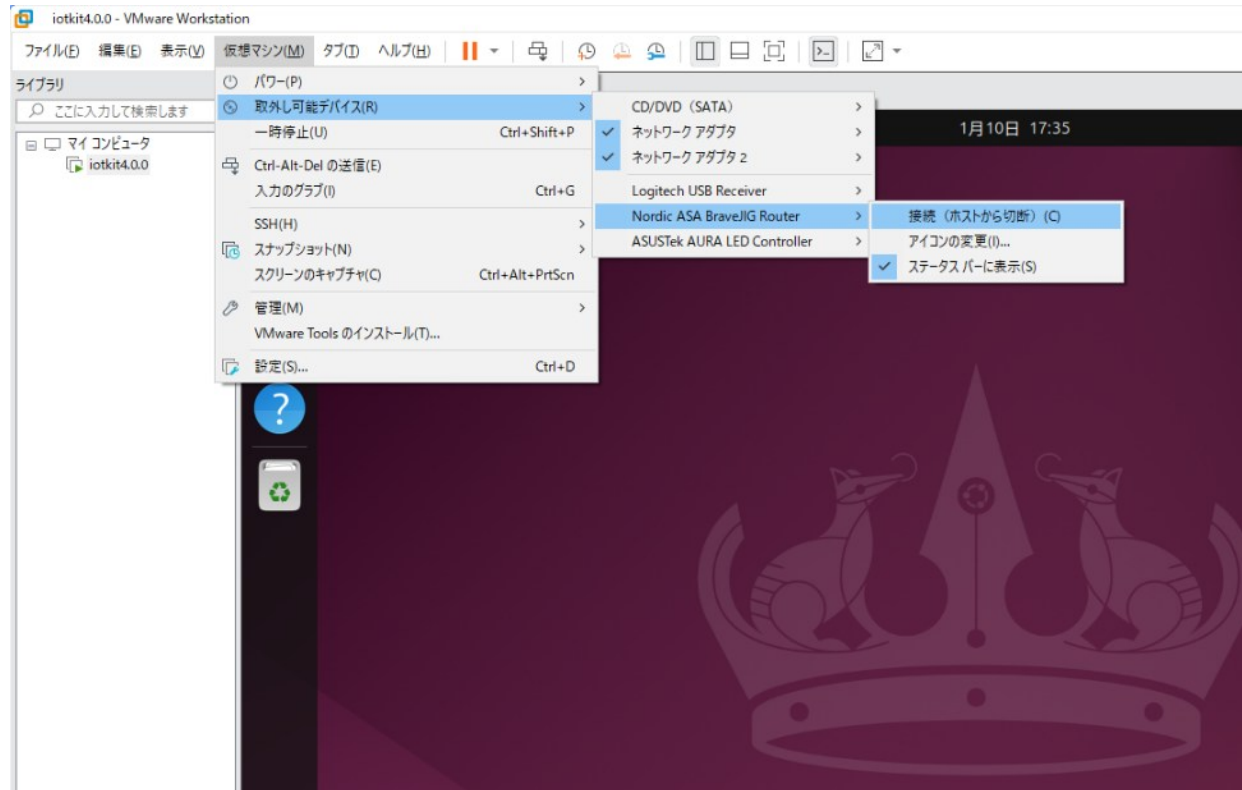 iotkit4.0.0 - VMware Workstation
ファイル(F) 編集(E) 表示(V) 仮想マシン(M) タブ(T) ヘルプ(H)
ライブラリ
ここに入力して検索します
マイ コンピュータ
iotkit4.0.0
パワー(P)
取外し可能デバイス(R)
一時停止(U) Ctrl+Shift+P
Ctrl-Alt-Del の送信(E)
入力のグラブ(I) Ctrl+G
SSH(H)
スナップショット(N)
スクリーンのキャプチャ(C) Ctrl+Alt+PrtScn
管理(M)
VMware Tools のインストール(T)...
設定(S)... Ctrl+D
CD/DVD (SATA)
ネットワーク アダプタ
ネットワーク アダプタ 2
Logitech USB Receiver
Nordic ASA BraveJIG Router
ASUSTek AURA LED Controller
接続（ホストから切断）(C)
アイコンの変更(I)...
ステータス バーに表示(S)
1月10日 17:35